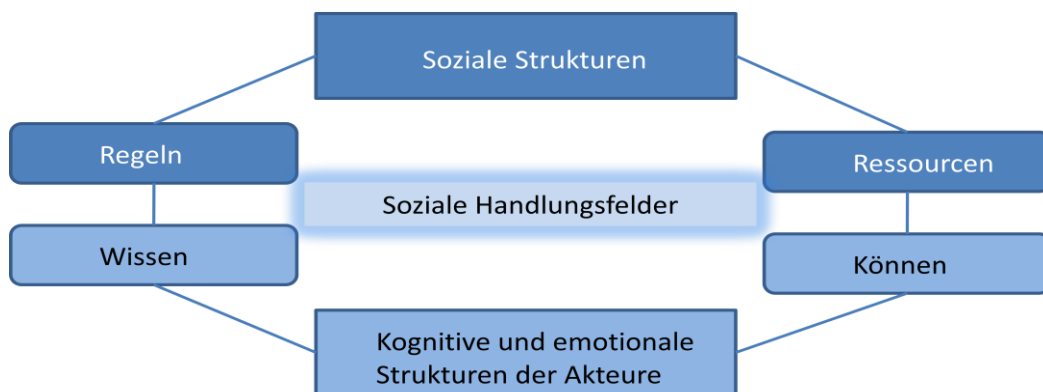 Soziale Strukturen
Regeln
Ressourcen
Soziale Handlungsfelder
Wissen
Können
Kognitive und emotionale
Strukturen der Akteure